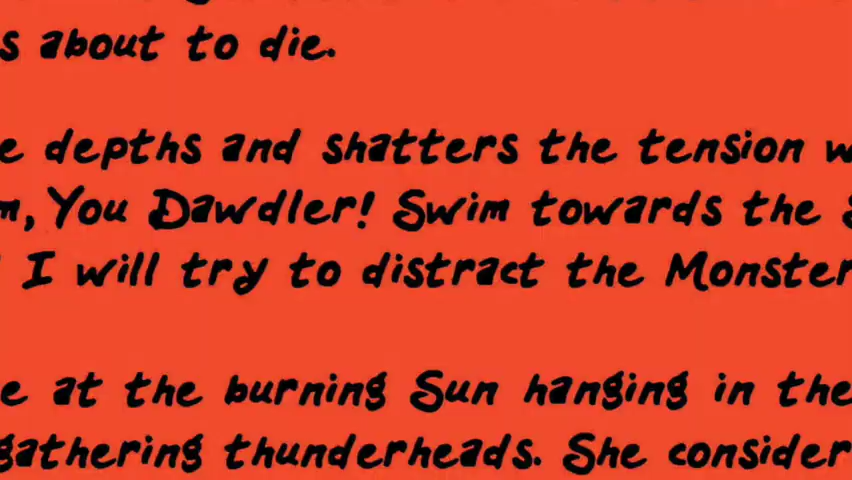 s about to die.
e depths and shatters the tension w
m, You Dawdler! Swim towards the S
I will try to distract the Monster
e at the burning Sun hanging in the
gathering thunderheads. She consider